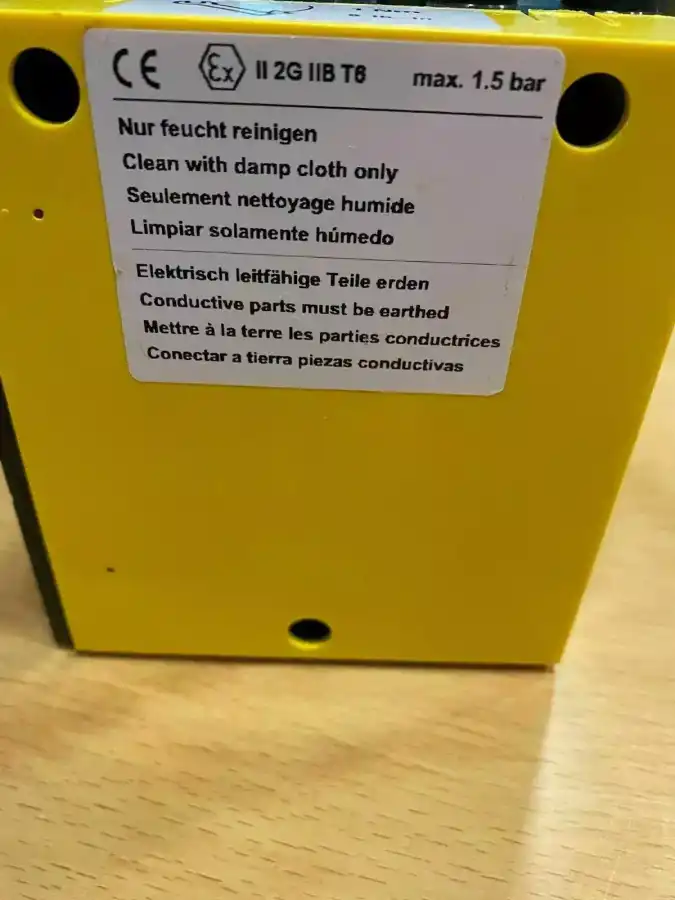 CE Ex II 2G IIB T6 max. 1.5 bar
Nur feucht reinigen
Clean with damp cloth only
Seulement nettoyage humide
Limpiar solamente húmedo
Elektrisch leitfähige Teile erden
Conductive parts must be earthed
Mettre à la terre les parties conductrices
Conectar a tierra piezas conductivas